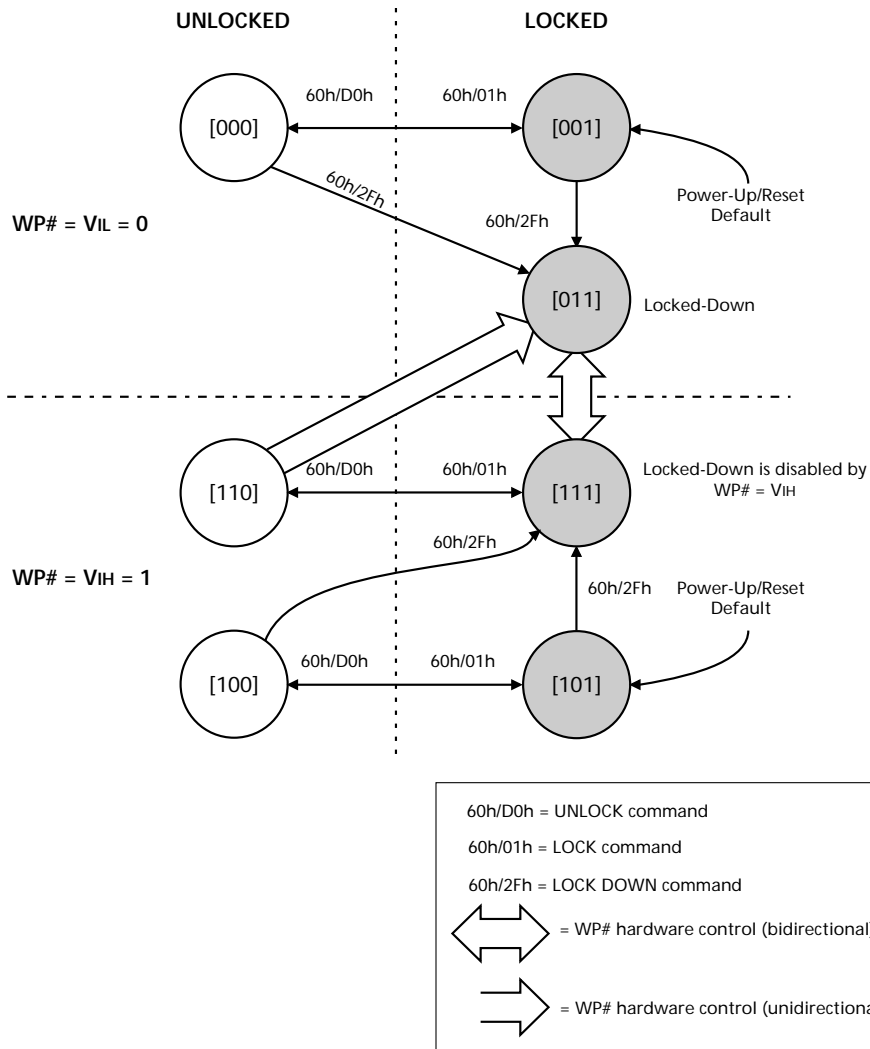 UNLOCKED
LOCKED
60h/D0h
60h/01h
[000]
[001]
60h/2Fh
Power-Up/Reset
Default
WP# = VIL = 0
60h/2Fh
[011]
Locked-Down
60h/D0h
60h/01h
[110]
[111]
Locked-Down is disabled by
WP# = VIH
60h/2Fh
WP# = VIH = 1
60h/2Fh
Power-Up/Reset
Default
60h/D0h
60h/01h
[100]
[101]
60h/D0h = UNLOCK command
60h/01h = LOCK command
60h/2Fh = LOCK DOWN command
= WP# hardware control (bidirectional)
= WP# hardware control (unidirectiona